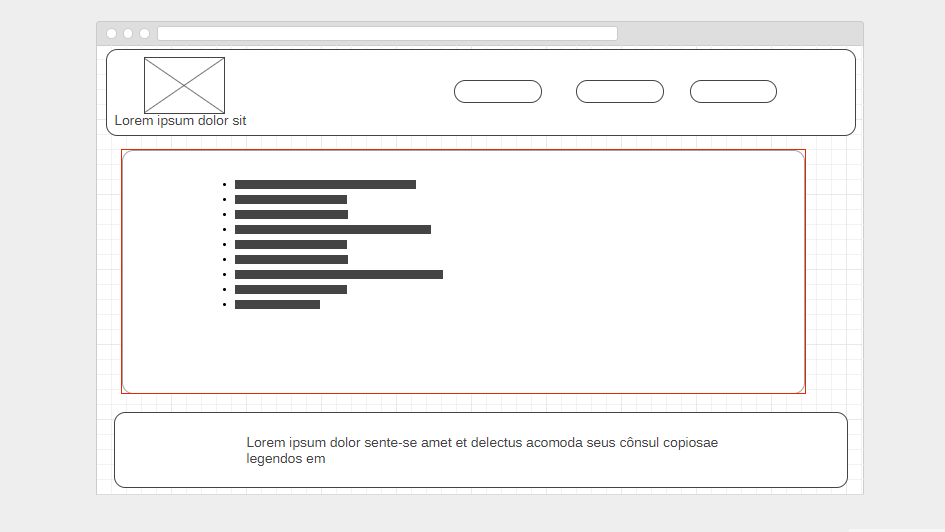 Lorem ipsum dolor sit
Lorem ipsum dolor sente-se amet et delectus acomoda seus cônsul copiosae
legendos em